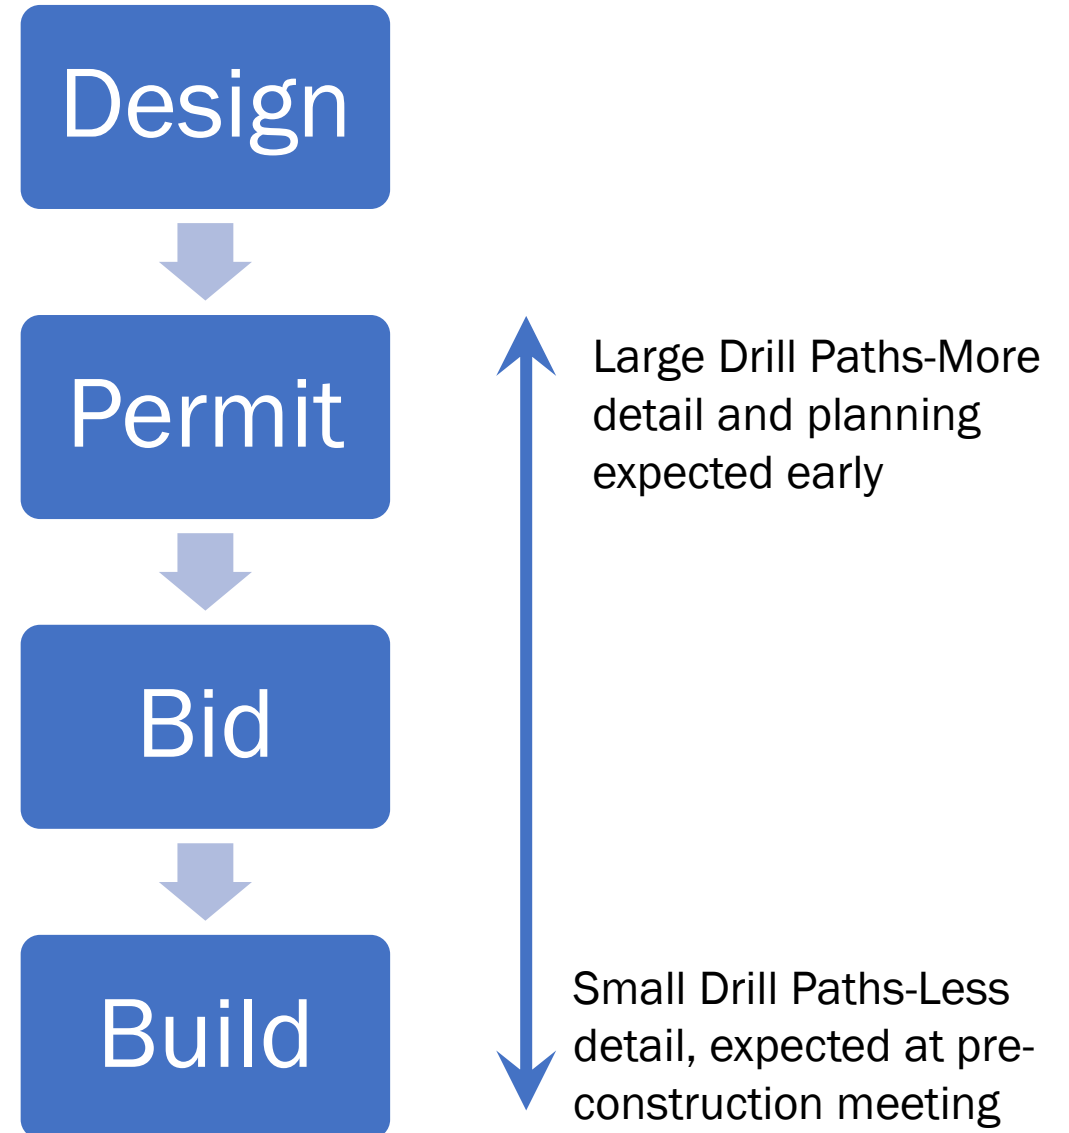 Design
Permit
Large Drill Paths-More
detail and planning
expected early
Bid
Build
Small Drill Paths-Less
detail, expected at pre-
construction meeting